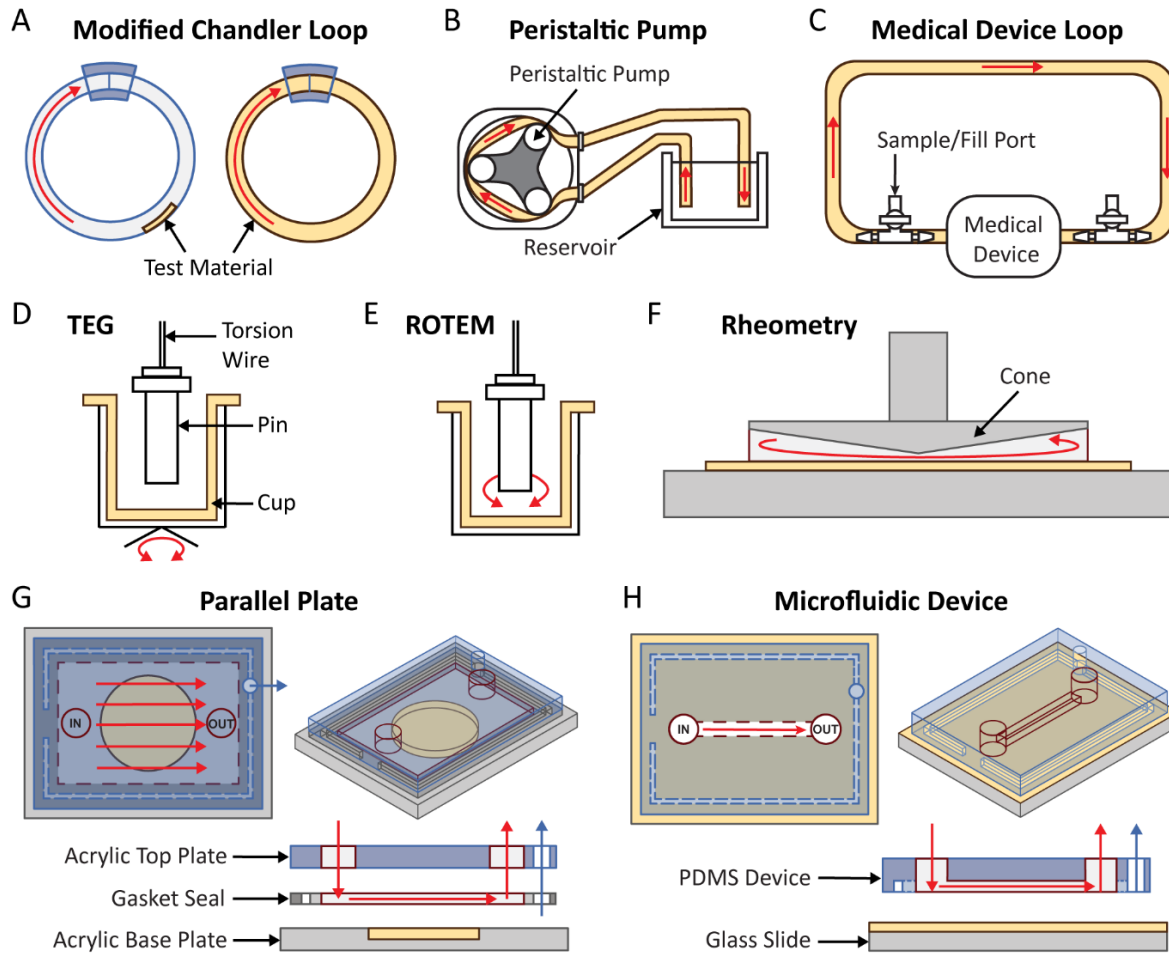 A
Modified Chandler Loop
Test Material
B
Peristaltic Pump
Peristaltic Pump
Reservoir
C
Medical Device Loop
Sample/Fill Port
Medical
Device
D
TEG
Torsion
Wire
Pin
Cup
E
ROTEM
F
Rheometry
Cone
G
Parallel Plate
IN
OUT
Acrylic Top Plate
Gasket Seal
Acrylic Base Plate
H
Microfluidic Device
IN
OUT
PDMS Device
Glass Slide